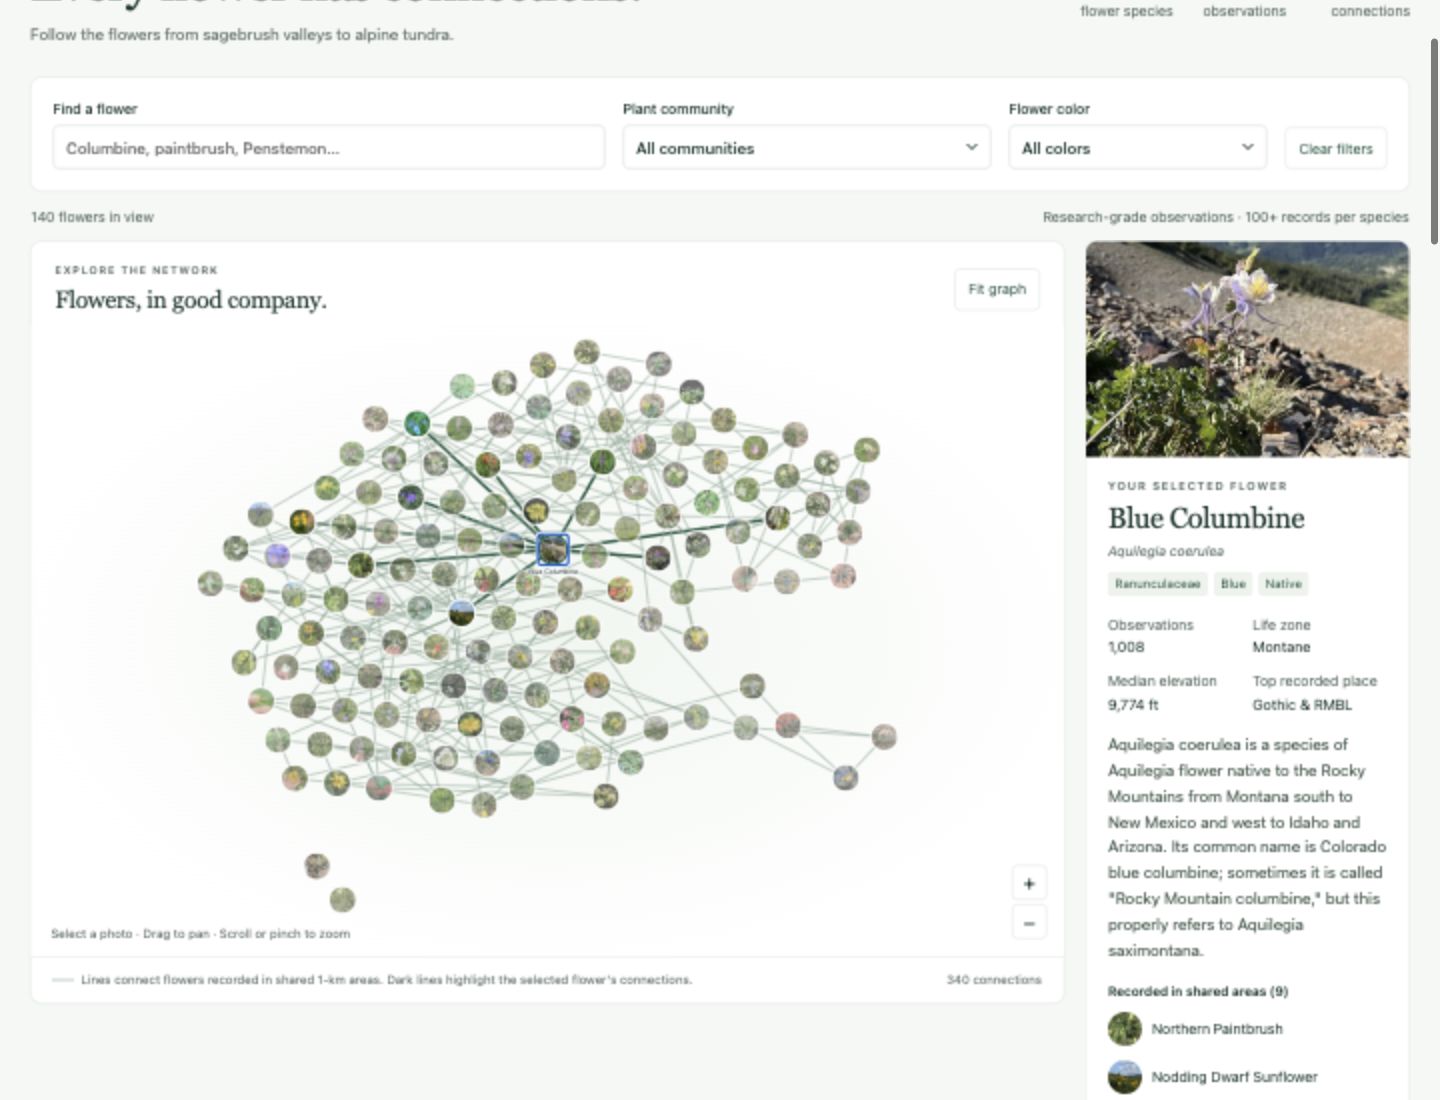 Every flower has connections.
flower species
observations
connections
Follow the flowers from sagebrush valleys to alpine tundra.
Find a flower
Plant community
Flower color
Columbine, paintbrush, Penstemon...
All communities
All colors
Clear filters
140 flowers in view
Research-grade observations · 100+ records per species
EXPLORE THE NETWORK
Flowers, in good company.
Fit graph
Blue Columbine
+
−
Select a photo · Drag to pan · Scroll or pinch to zoom
Lines connect flowers recorded in shared 1-km areas. Dark lines highlight the selected flower's connections.
340 connections
YOUR SELECTED FLOWER
Blue Columbine
Aquilegia coerulea
Ranunculaceae
Blue
Native
Observations
Life zone
1,008
Montane
Median elevation
Top recorded place
9,774 ft
Gothic & RMBL
Aquilegia coerulea is a species of
Aquilegia flower native to the Rocky
Mountains from Montana south to
New Mexico and west to Idaho and
Arizona. Its common name is Colorado
blue columbine; sometimes it is called
"Rocky Mountain columbine," but this
properly refers to Aquilegia
saximontana.
Recorded in shared areas (9)
Northern Paintbrush
Nodding Dwarf Sunflower